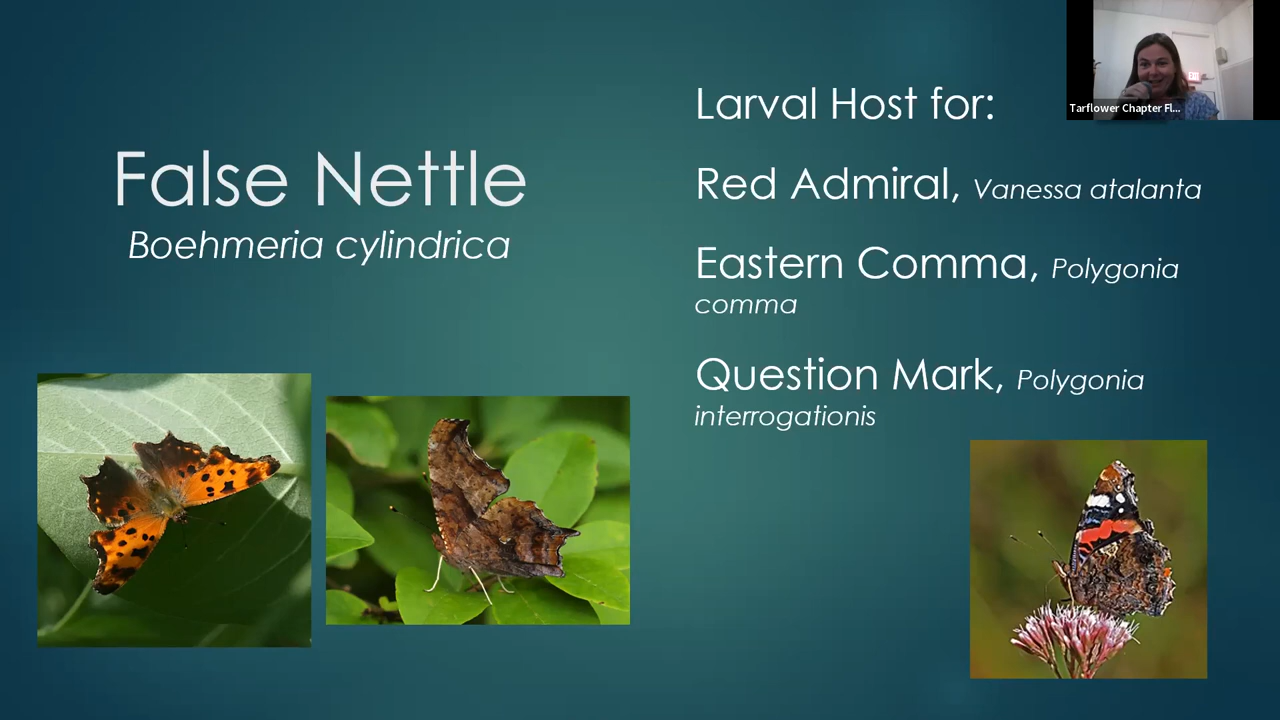 False Nettle
Boehmeria cylindrica
Larval Host for:
Red Admiral, Vanessa atalanta
Eastern Comma, Polygonia
comma
Question Mark, Polygonia
interrogationis
Tarflower Chapter Fl...
EXIT